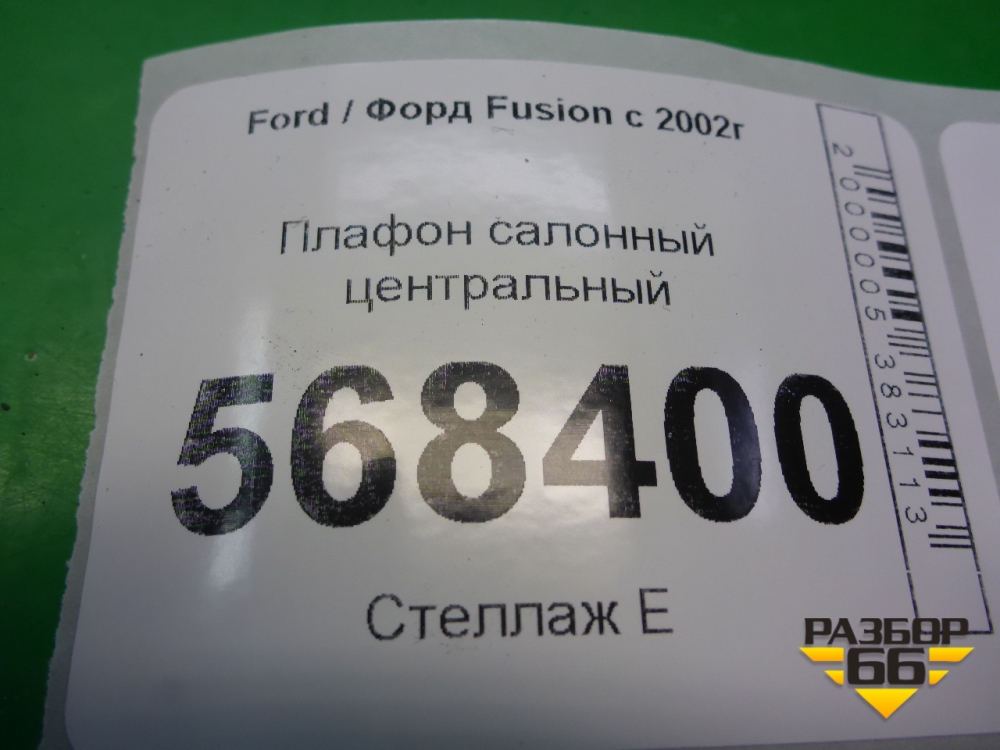 Ford / Форд Fusion с 2002г
Плафон салонный
центральный
568400
Стеллаж Е
2000005383113
РАЗБОР
66